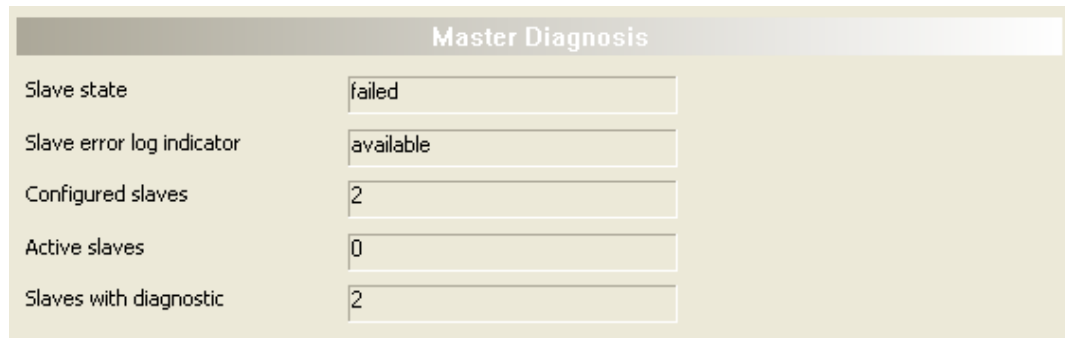 Master Diagnosis
Slave state failed
Slave error log indicator available
Configured slaves 2
Active slaves 0
Slaves with diagnostic 2